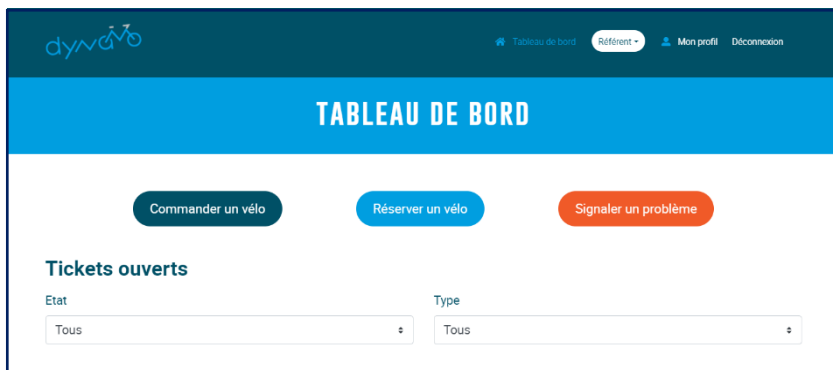 dynamo
Tableau de bord Référent Mon profil Déconnexion
TABLEAU DE BORD
Commander un vélo Réserver un vélo Signaler un problème
Tickets ouverts
Etat Type
Tous Tous